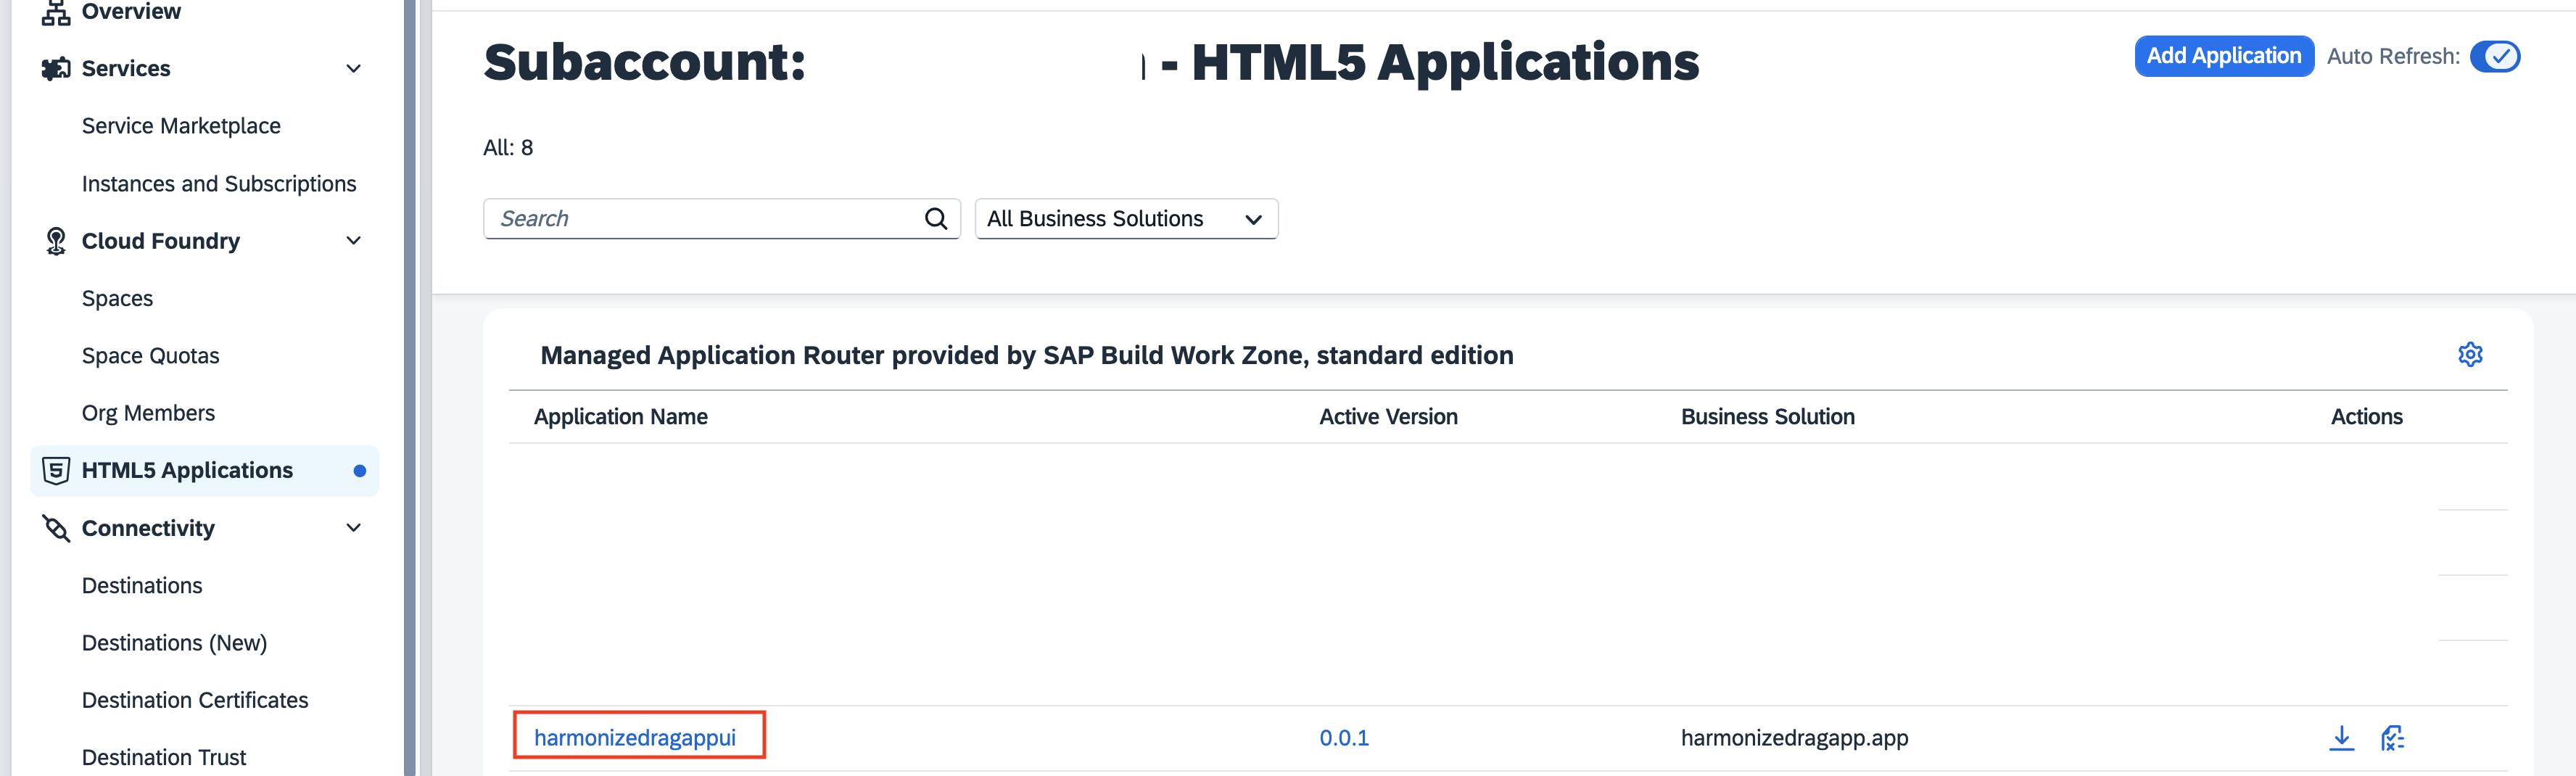 Overview
Services
Service Marketplace
Instances and Subscriptions
Cloud Foundry
Spaces
Space Quotas
Org Members
HTML5 Applications
Connectivity
Destinations
Destinations (New)
Destination Certificates
Destination Trust
Subaccount: - HTML5 Applications
Add Application Auto Refresh:
All: 8
Search All Business Solutions
Managed Application Router provided by SAP Build Work Zone, standard edition
Application Name Active Version Business Solution Actions
harmonizedragappui 0.0.1 harmonizedragapp.app